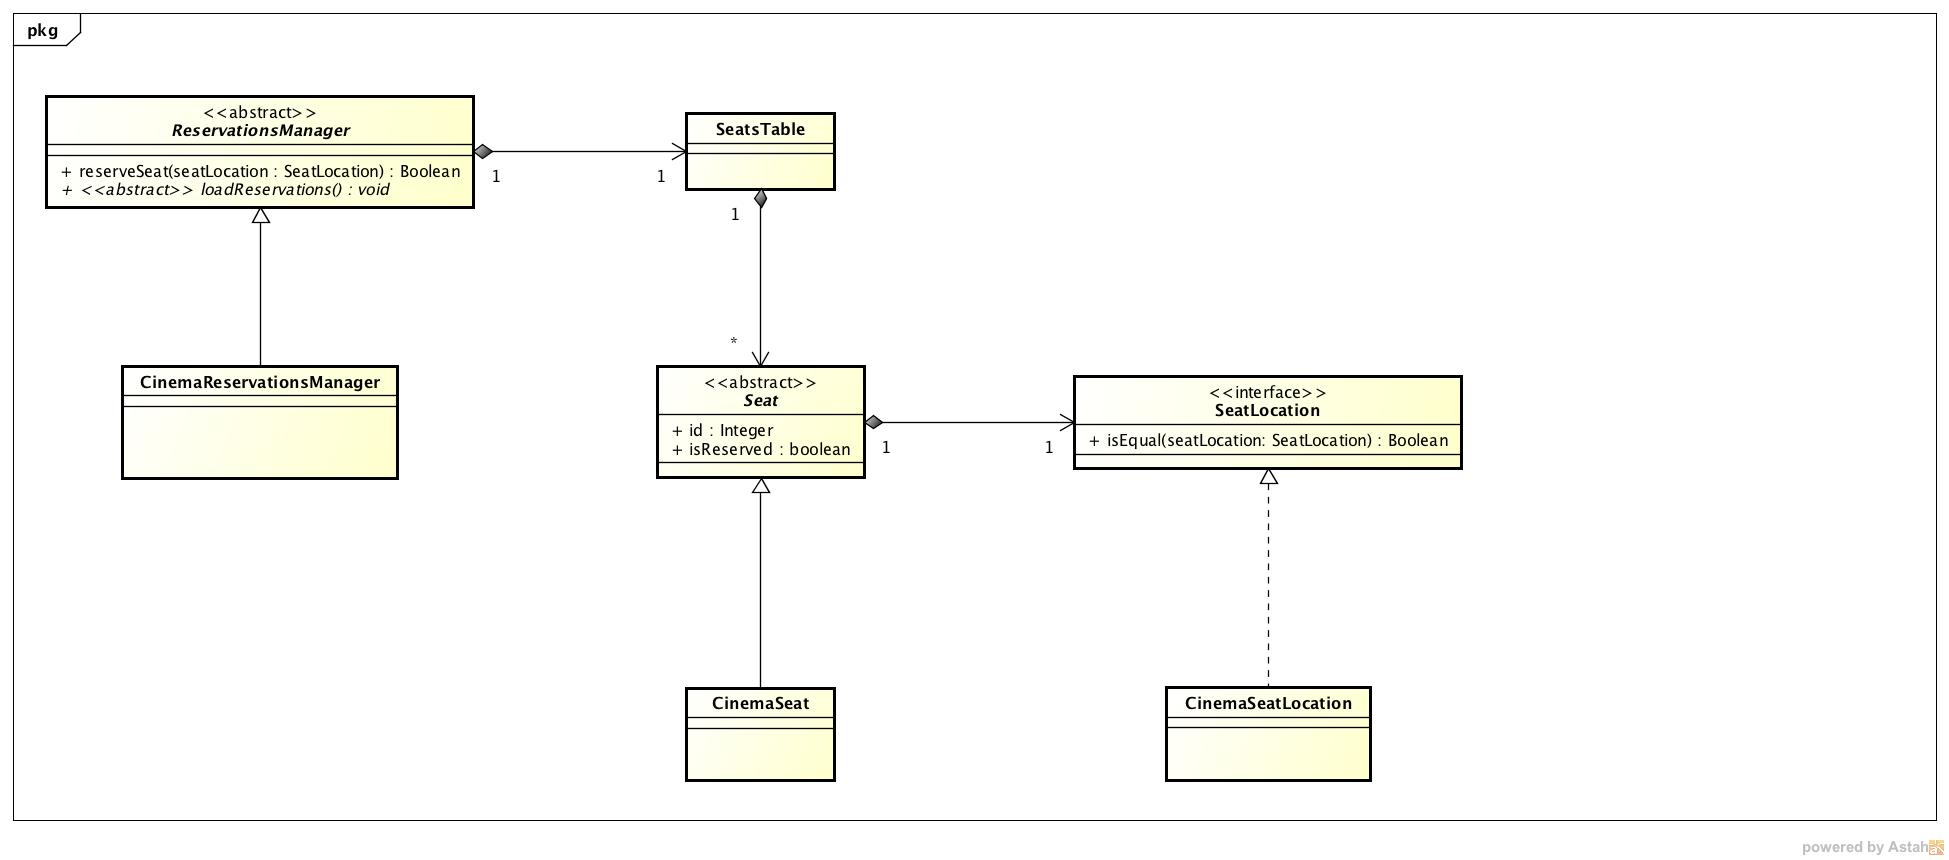 pkg
<<abstract>>
ReservationsManager
+ reserveSeat(seatLocation : SeatLocation) : Boolean
+ <<abstract>> loadReservations() : void
1
1
SeatsTable
1
*
CinemaReservationsManager
<<abstract>>
Seat
+ id : Integer
+ isReserved : boolean
1
1
<<interface>>
SeatLocation
+ isEqual(seatLocation: SeatLocation) : Boolean
CinemaSeat
CinemaSeatLocation
powered by Astah